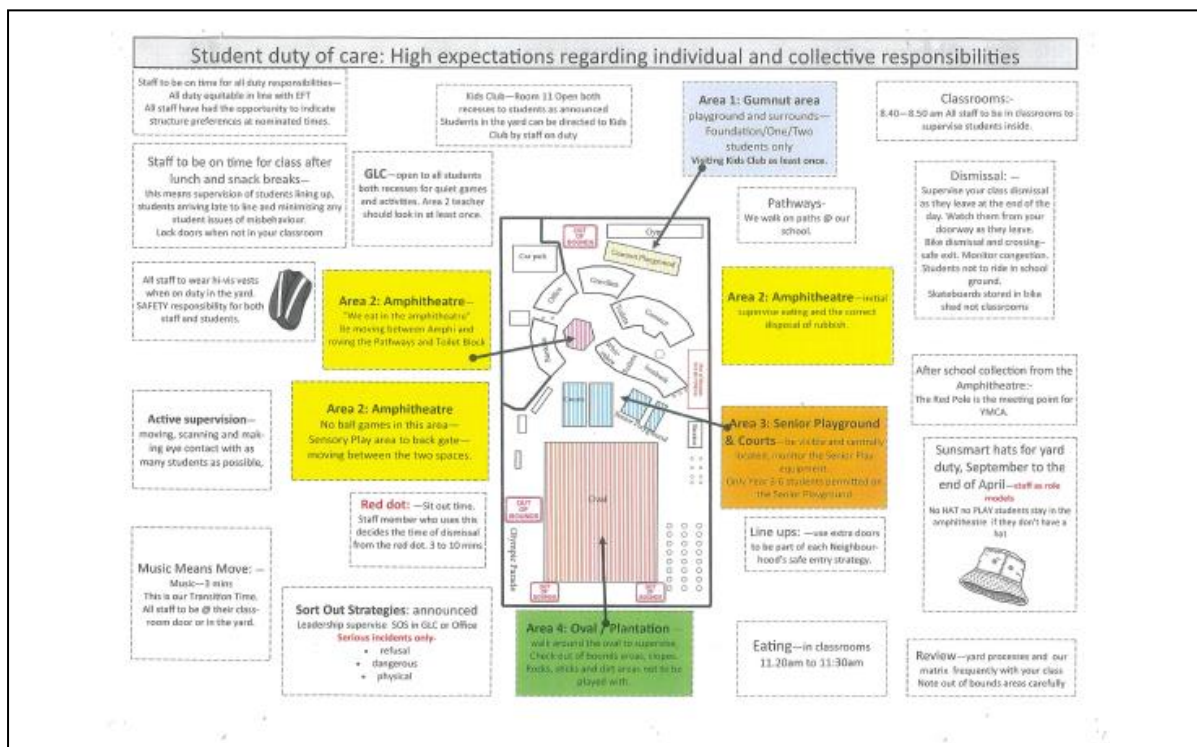 Student duty of care: High expectations regarding individual and collective responsibilities
Staff to be on time for all duty responsibilities—
All duty equitable in line with EFT
All staff have had the opportunity to indicate
structure preferences at nominated times.
Kids Club—Room 11 Open both
recesses to students as announced
Students in the yard can be directed to Kids
Club by staff on duty
Area 1: Gumnut area
playground and surrounds—
Foundation/One/Two
students only
Visiting Kids Club as least once.
Classrooms:-
8.40—8.50 am All staff to be in classrooms to
supervise students inside.
Staff to be on time for class after
lunch and snack breaks—
this means supervision of students lining up,
students arriving late to line and minimising any
student issues of misbehaviour.
Lock doors when not in your classroom
GLC—open to all students
both recesses for quiet games
and activities. Area 2 teacher
should look in at least once.
Pathways-
We walk on paths @ our
school.
Dismissal: —
Supervise your class dismissal
as they leave at the end of the
day. Watch them from your
doorway as they leave.
Bike dismissal and crossing-
safe exit. Monitor congestion.
Students not to ride in school
ground.
Skateboards stored in bike
shed not classrooms
All staff to wear hi-vis vests
when on duty in the yard.
SAFETY responsibility for both
staff and students.
Area 2: Amphitheatre—
"We eat in the amphitheatre"
Be moving between Amphi and
roving the Pathways and Toilet Block
Area 2: Amphitheatre—initial
supervise eating and the correct
disposal of rubbish.
OUT
OF
BOUNDS
Gym
Car park
Gumnut Playground
Office
Courts
Senior Playground
Oval
OUT
OF
BOUNDS
Olympic Parade
OUT
OF
BOUNDS
OUT
OF
BOUNDS
After school collection from the
Amphitheatre:-
The Red Pole is the meeting point for
YMCA.
Active supervision—
moving, scanning and mak-
ing eye contact with as
many students as possible,
Area 2: Amphitheatre
No ball games in this area—
Sensory Play area to back gate—
moving between the two spaces.
Area 3: Senior Playground
& Courts—be visible and centrally
located, monitor the Senior Play
equipment.
Only Year 3-6 students permitted on
the Senior Playground
Sunsmart hats for yard
duty, September to the
end of April—staff as role
models
No HAT no PLAY students stay in the
amphitheatre if they don't have a
hat
Red dot: —Sit out time.
Staff member who uses this
decides the time of dismissal
from the red dot. 3 to 10 mins
Line ups: —use extra doors
to be part of each Neighbour-
hood's safe entry strategy.
Music Means Move: —
Music—3 mins
This is our Transition Time.
All staff to be @ their class-
room door or in the yard.
Sort Out Strategies: announced
Leadership supervise SOS in GLC or Office
Serious incidents only-
• refusal
• dangerous
• physical
Area 4: Oval / Plantation —
walk around the oval to supervise,
Check out of bounds areas, slopes.
Rocks, sticks and dirt areas not to be
played with.
Eating—in classrooms
11.20am to 11:30am
Review—yard processes and our
matrix frequently with your class
Note out of bounds areas carefully